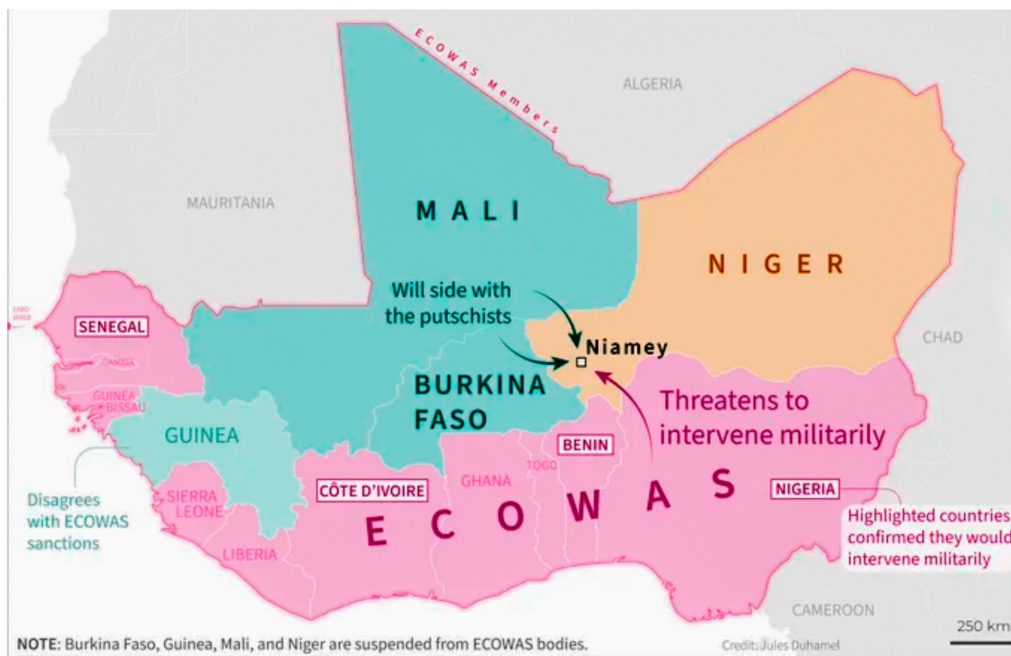 ECOWAS Members
ALGERIA
MAURITANIA
MALI
NIGER
Will side with
the putschists
Niamey
CHAD
CABO
VERDE
SENEGAL
GAMBIA
GUINEA
BISSAU
GUINEA
BURKINA
FASO
Threatens to
intervene militarily
BENIN
TOGO
GHANA
CÔTE D'IVOIRE
NIGERIA
ECOWAS
SIERRA
LEONE
LIBERIA
Disagrees
with ECOWAS
sanctions
Highlighted countries
confirmed they would
intervene militarily
CAMEROON
250 km
NOTE: Burkina Faso, Guinea, Mali, and Niger are suspended from ECOWAS bodies.
Credit: Jules Duhamel